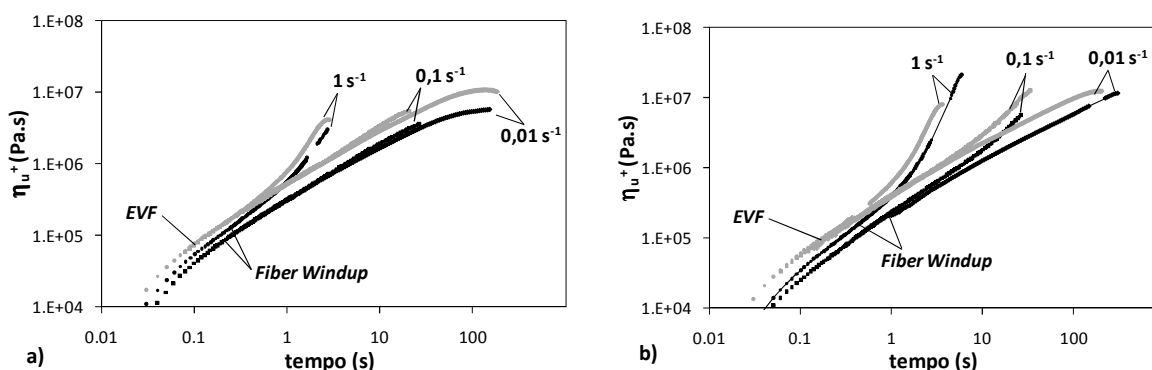 1.E+08
1.E+07
1.E+06
1.E+05
1.E+04
ηu+ (Pa.s)
1 s-1
0,1 s-1
0,01 s-1
EVF
Fiber Windup
0.01 0.1 1 10 100
a)
tempo (s)
1.E+08
1.E+07
1.E+06
1.E+05
1.E+04
ηu+ (Pa.s)
1 s-1
0,1 s-1
0,01 s-1
EVF
Fiber Windup
0.01 0.1 1 10 100
b)
tempo (s)